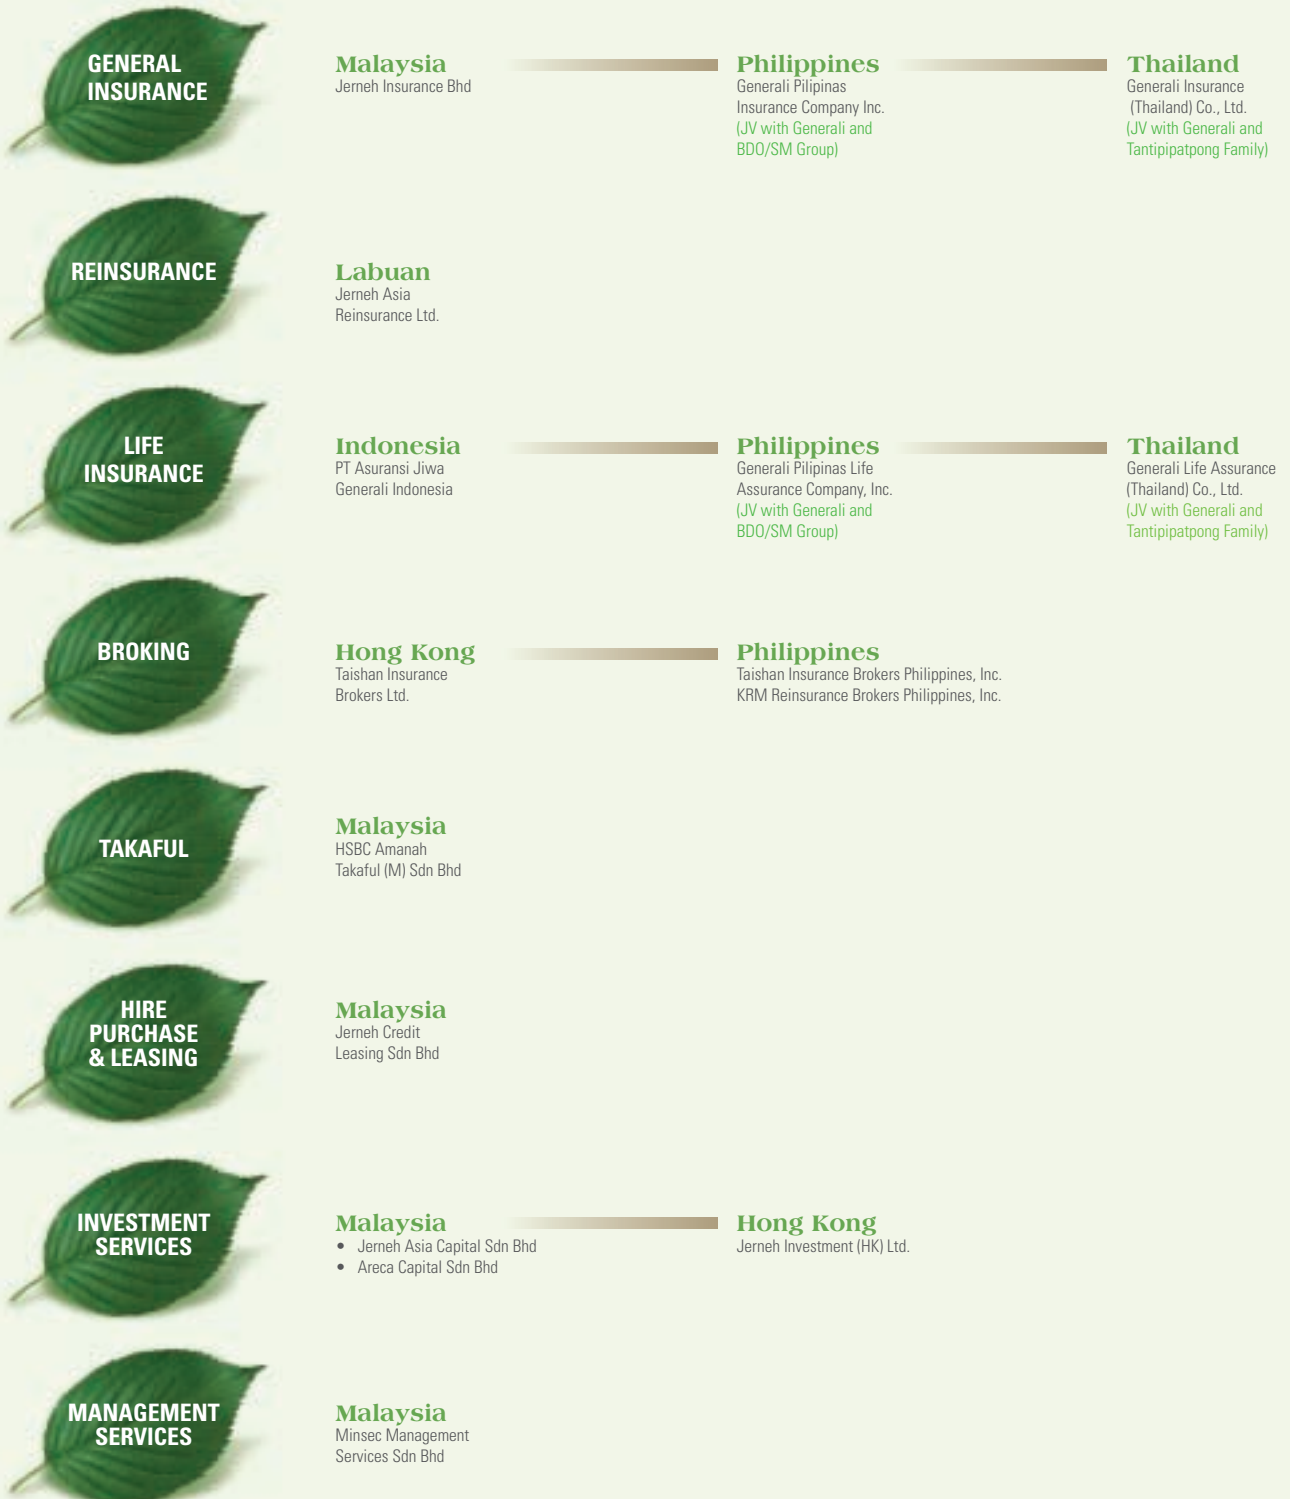 GENERAL
INSURANCE
Malaysia
Jerneh Insurance Bhd
Philippines
Generali Pilipinas
Insurance Company Inc.
(JV with Generali and
BDO/SM Group)
Thailand
Generali Insurance
(Thailand) Co., Ltd.
(JV with Generali and
Tantipipatpong Family)
REINSURANCE
Labuan
Jerneh Asia
Reinsurance Ltd.
LIFE
INSURANCE
Indonesia
PT Asuransi Jiwa
Generali Indonesia
Philippines
Generali Pilipinas Life
Assurance Company, Inc.
(JV with Generali and
BDO/SM Group)
Thailand
Generali Life Assurance
(Thailand) Co., Ltd.
(JV with Generali and
Tantipipatpong Family)
BROKING
Hong Kong
Taishan Insurance
Brokers Ltd.
Philippines
Taishan Insurance Brokers Philippines, Inc.
KRM Reinsurance Brokers Philippines, Inc.
TAKAFUL
Malaysia
HSBC Amanah
Takaful (M) Sdn Bhd
HIRE
PURCHASE
& LEASING
Malaysia
Jerneh Credit
Leasing Sdn Bhd
INVESTMENT
SERVICES
Malaysia
• Jerneh Asia Capital Sdn Bhd
• Areca Capital Sdn Bhd
Hong Kong
Jerneh Investment (HK) Ltd.
MANAGEMENT
SERVICES
Malaysia
Minsec Management
Services Sdn Bhd